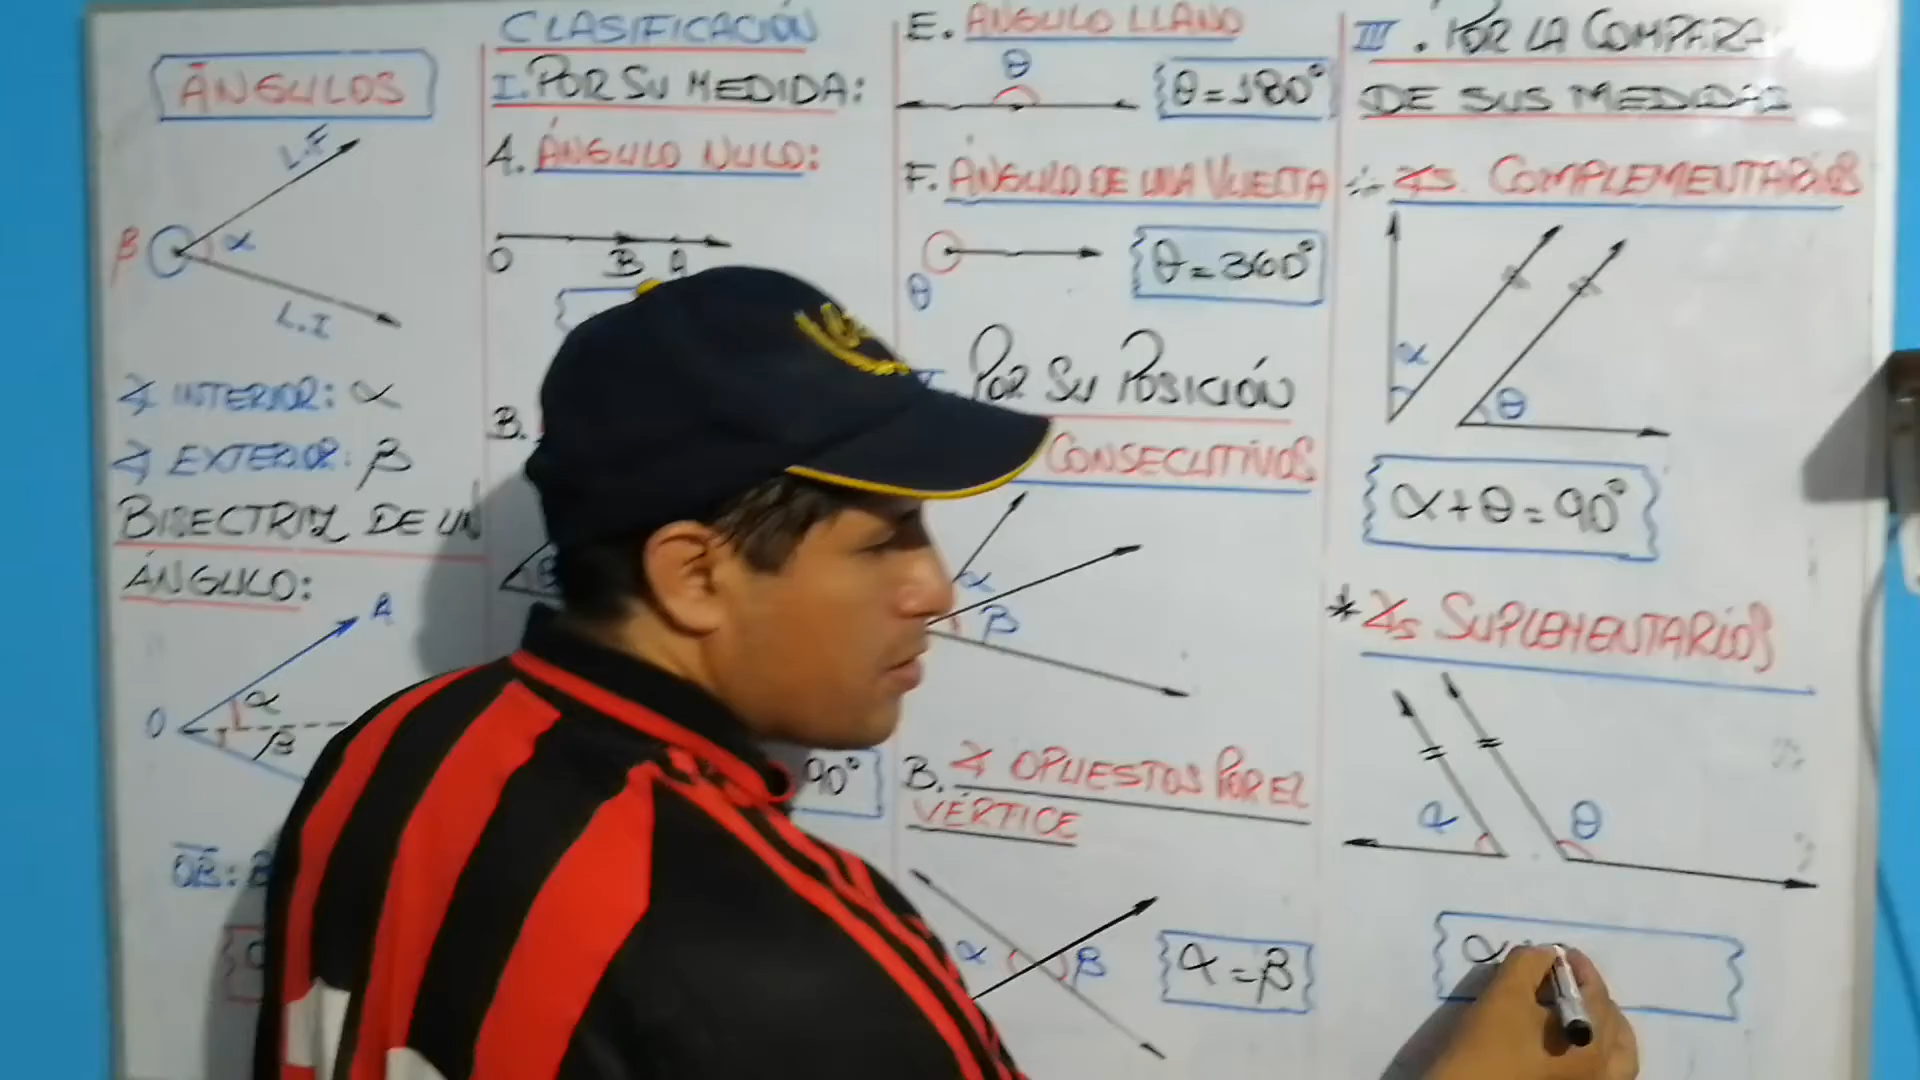 ÁNGULOS
L.F
β
α
L.I
∡ INTERIOR: α
∡ EXTERIOR: β
BISECTRIZ DE UN
ÁNGULO:
A
O
α
β
CLASIFICACIÓN
I. POR SU MEDIDA:
A. ÁNGULO NULO:
O B A
B.
θ
90°
E. ÁNGULO LLANO
θ
θ=180°
F. ÁNGULO DE UNA VUELTA
θ
θ=360°
POR SU POSICIÓN
CONSECUTIVOS
α
β
B. ∡ OPUESTOS POR EL
VÉRTICE
α
β
α=β
III. POR LA COMPARA
DE SUS MEDIDAS
∡s. COMPLEMENTARIOS
α
θ
α+θ=90°
* ∡s SUPLEMENTARIOS
α
θ
α